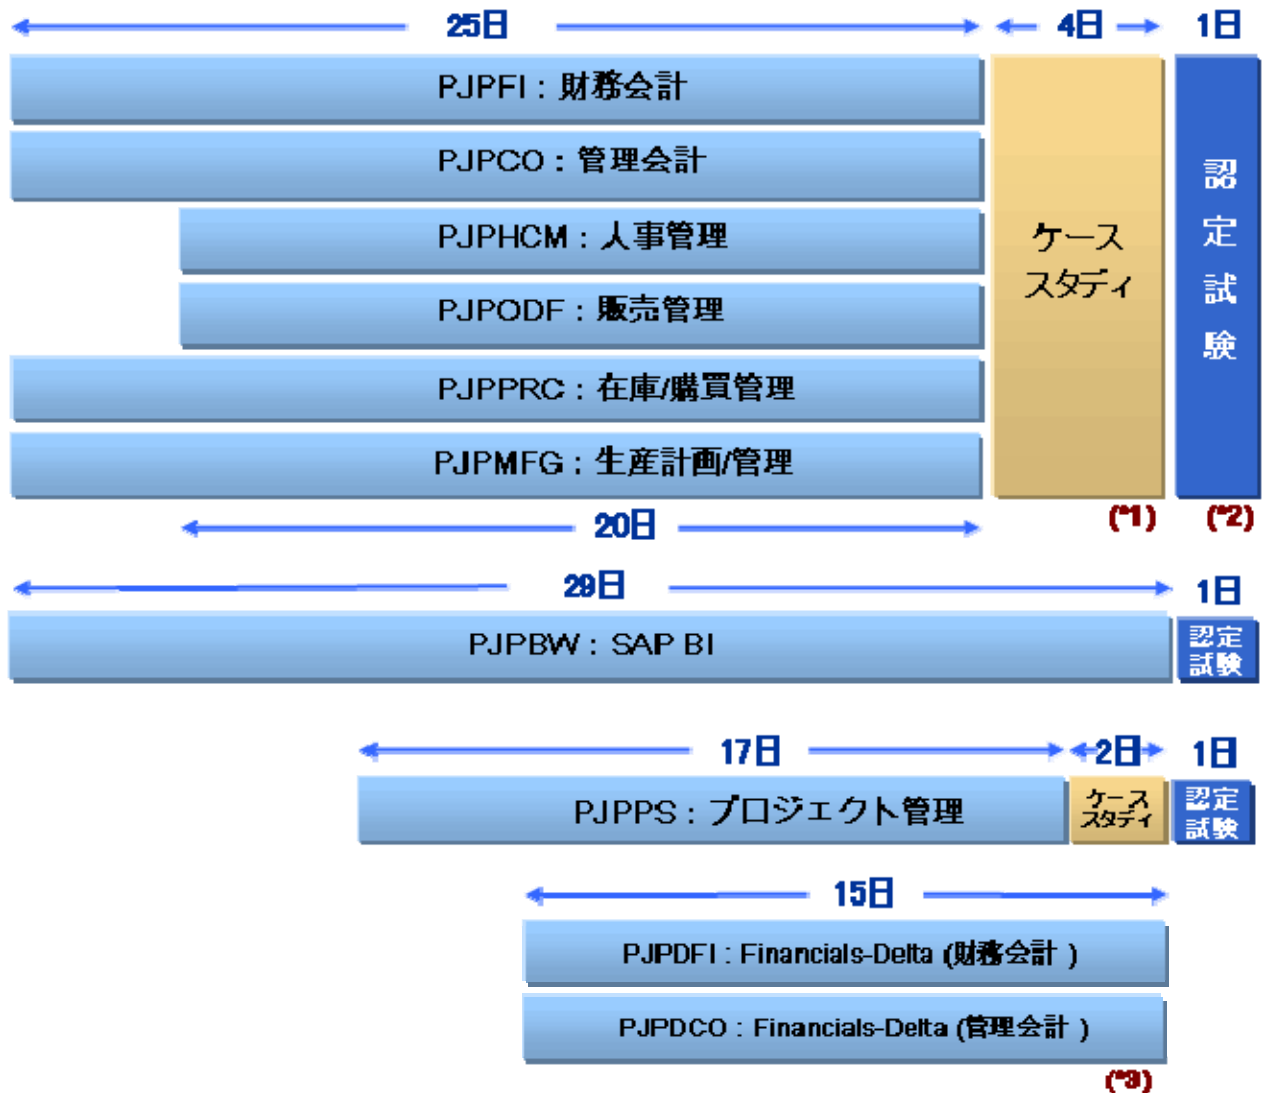 25日
4日
1日
PJPFI：財務会計
PJPCO：管理会計
PJPHCM：人事管理
PJPODF：販売管理
PJPPRC：在庫/購買管理
PJPMFG：生産計画/管理
ケース
スタディ
認定試験
(*1)
(*2)
20日
29日
1日
PJPBW：SAP BI
認定
試験
17日
2日
1日
PJPPS：プロジェクト管理
ケース
スタディ
認定
試験
15日
PJPDFI：Financials-Delta (財務会計 )
PJPDCO：Financials-Delta (管理会計 )
(*3)